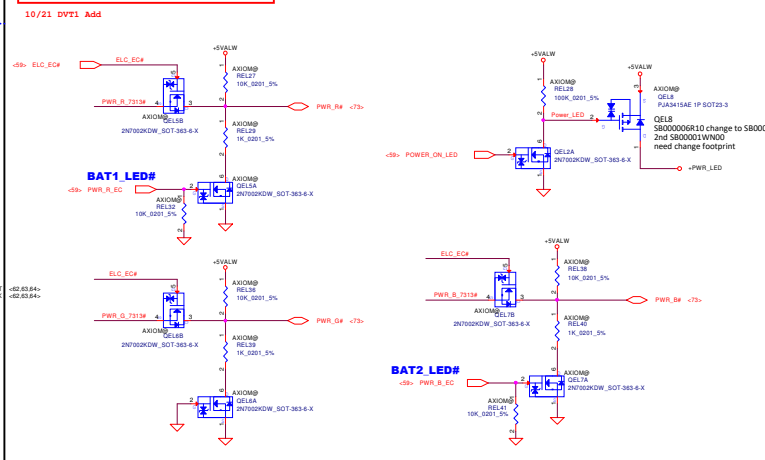 10/21 DVT1 Add
<59> ELC_EC#
+5VALW
AXIOM@
REL27
10K_0201_5%
PWR_R_7313#
PWR_R# <73>
AXIOM@
QEL5B
2N7002KDW_SOT-363-6-X
AXIOM@
REL29
1K_0201_5%
BAT1_LED#
<59> PWR_R_EC
AXIOM@
QEL5A
2N7002KDW_SOT-363-6-X
AXIOM@
REL32
10K_0201_5%
+5VALW
AXIOM@
REL28
100K_0201_5%
Power_LED
+5VALW
AXIOM@
QEL8
PJA3415AE 1P SOT23-3
QEL8
SB000006R10 change to SB000
2nd SB00001WN00
need change footprint
<59> POWER_ON_LED
AXIOM@
QEL2A
2N7002KDW_SOT-363-6-X
+PWR_LED
<62,63,64>
<62,63,64>
ELC_EC#
+5VALW
AXIOM@
REL36
10K_0201_5%
PWR_G_7313#
PWR_G# <73>
AXIOM@
QEL6B
2N7002KDW_SOT-363-6-X
AXIOM@
REL39
1K_0201_5%
AXIOM@
QEL6A
2N7002KDW_SOT-363-6-X
ELC_EC#
+5VALW
AXIOM@
REL38
10K_0201_5%
PWR_B_7313#
PWR_B# <73>
AXIOM@
QEL7B
2N7002KDW_SOT-363-6-X
AXIOM@
REL40
1K_0201_5%
BAT2_LED#
<59> PWR_B_EC
AXIOM@
QEL7A
2N7002KDW_SOT-363-6-X
AXIOM@
REL41
10K_0201_5%